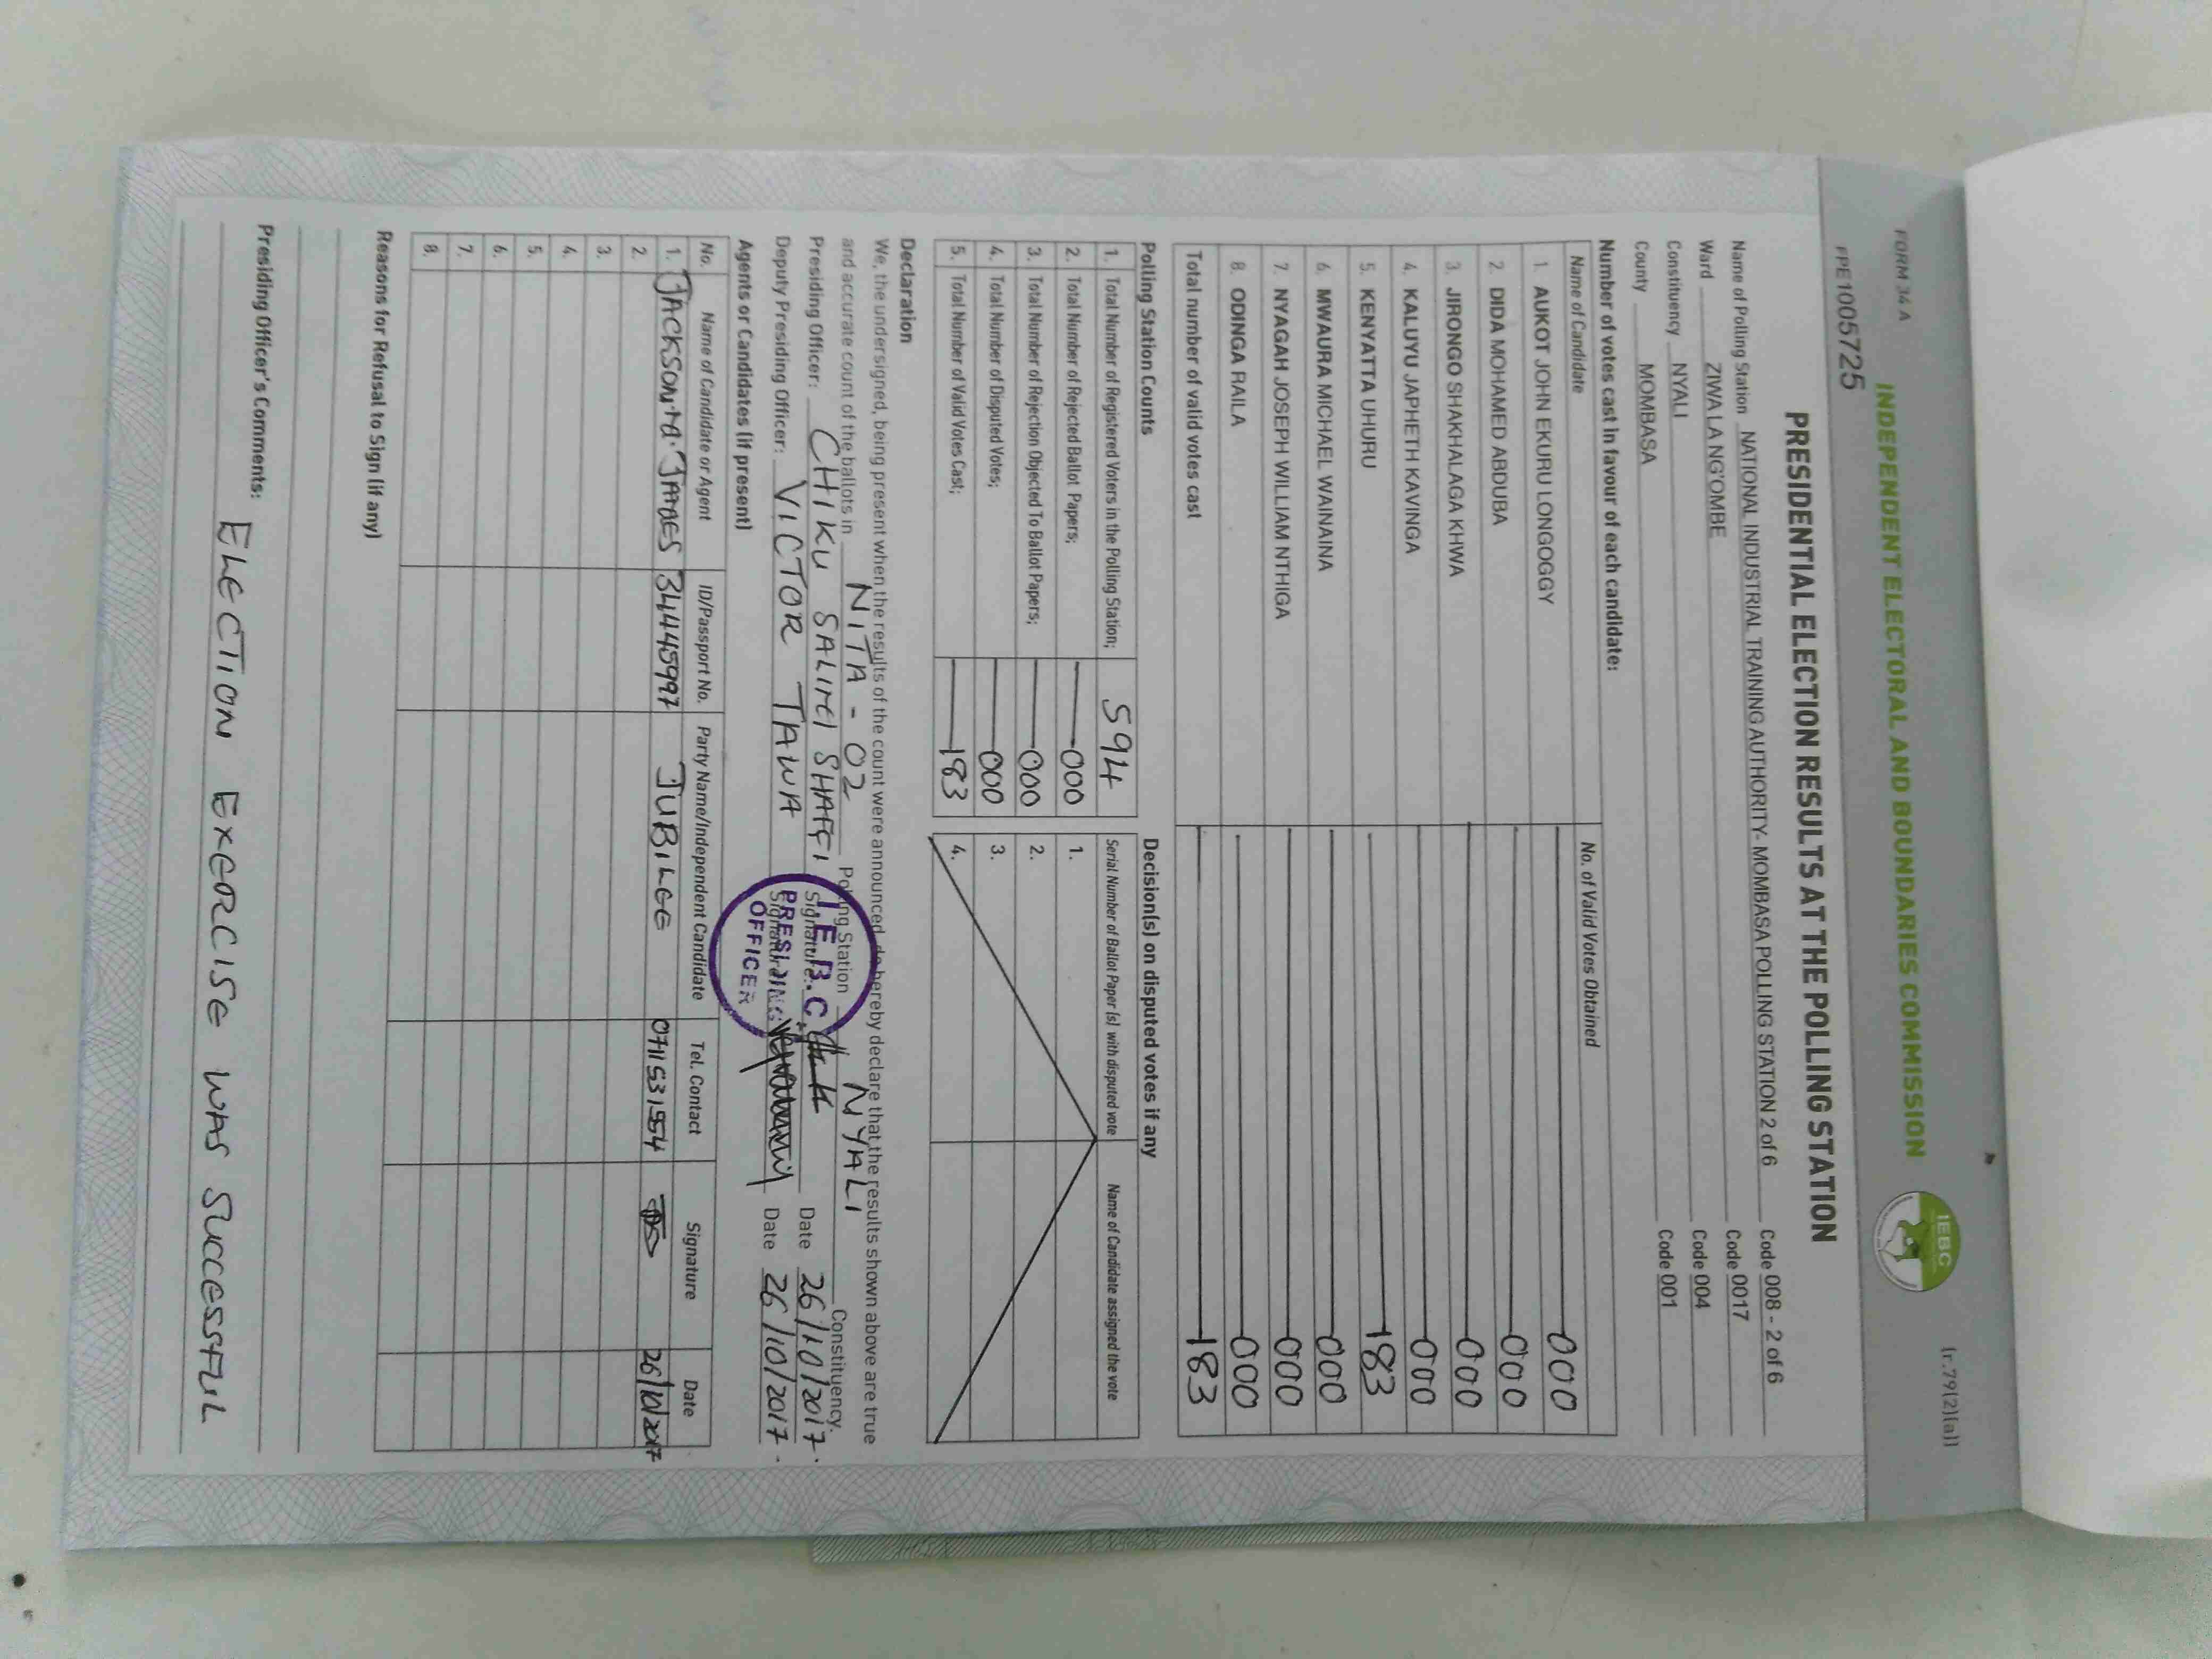 FORM 34 A
(r.79(2)(a))
INDEPENDENT ELECTORAL AND BOUNDARIES COMMISSION
IEBC
FPE1005725
PRESIDENTIAL ELECTION RESULTS AT THE POLLING STATION
Name of Polling Station NATIONAL INDUSTRIAL TRAINING AUTHORITY- MOMBASA POLLING STATION 2 of 6 Code 008 - 2 of 6
Ward ZIWA LA NG'OMBE Code 0017
Constituency NYALI Code 004
County MOMBASA Code 001
Number of votes cast in favour of each candidate:
Name of Candidate No. of Valid Votes Obtained
1. AUKOT JOHN EKURU LONGOGGY 000
2. DIDA MOHAMED ABDUBA 000
3. JIRONGO SHAKHALAGA KHWA 000
4. KALUYU JAPHETH KAVINGA 000
5. KENYATTA UHURU 183
6. MWAURA MICHAEL WAINAINA 000
7. NYAGAH JOSEPH WILLIAM NTHIGA 000
8. ODINGA RAILA 000
Total number of valid votes cast 183
Polling Station Counts
1. Total Number of Registered Voters in the Polling Station; 594
2. Total Number of Rejected Ballot Papers; 000
3. Total Number of Rejection Objected To Ballot Papers; 000
4. Total Number of Disputed Votes; 000
5. Total Number of Valid Votes Cast; 183
Decision(s) on disputed votes if any
Serial Number of Ballot Paper (s) with disputed vote Name of Candidate assigned the vote
1.
2.
3.
4.
Declaration
We, the undersigned, being present when the results of the count were announced, do hereby declare that the results shown above are true
and accurate count of the ballots in NITA - 02 Polling Station NYALI Constituency.
Presiding Officer: CHIKU SALIM SHAFFI Signature: Date 26/10/2017.
Deputy Presiding Officer: VICTOR TAWA Signature: Date 26/10/2017.
I.E.B.C
PRESIDING
OFFICER
Agents or Candidates (if present)
No. Name of Candidate or Agent ID/Passport No. Party Name/Independent Candidate Tel. Contact Signature Date
1. JACKSON JAMES 34445997 JUBILEE 0711531554 26/10/2017
2.
3.
4.
5.
6.
7.
8.
Reasons for Refusal to Sign (if any)
Presiding Officer's Comments: ELECTION EXERCISE WAS SUCCESSFUL